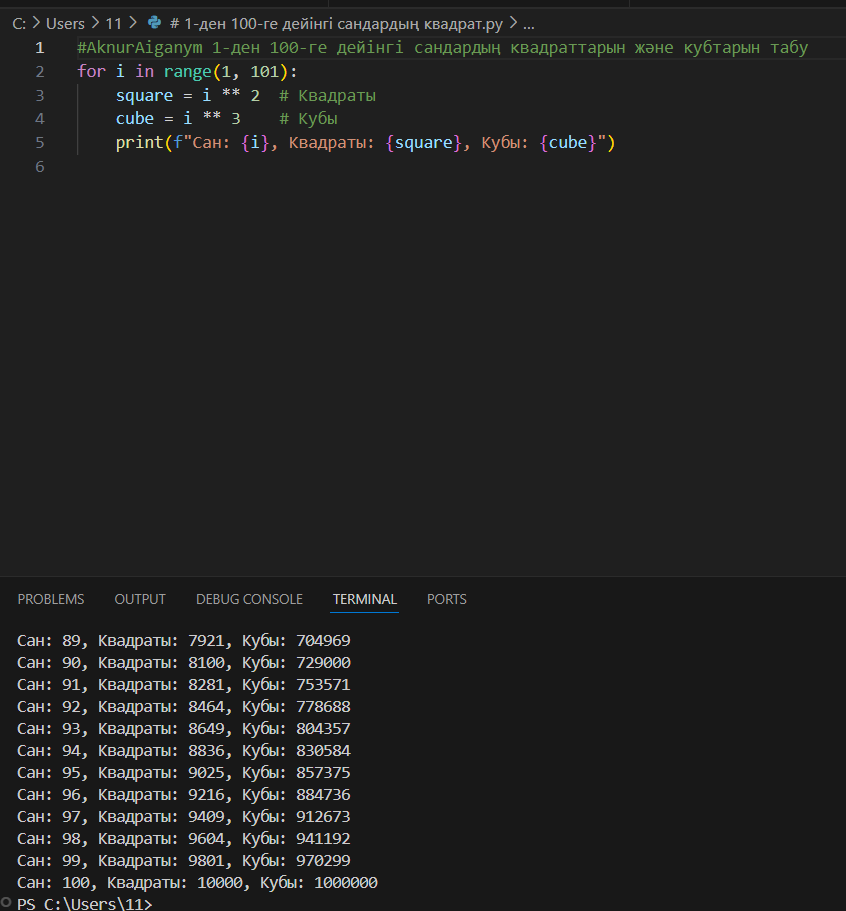 C: > Users > 11 > # 1-ден 100-ге дейінгі сандардың квадрат.py > ...
1 #AknurAiganym 1-ден 100-ге дейінгі сандардың квадраттарын және кубтарын табу
2 for i in range(1, 101):
3     square = i ** 2  # Квадраты
4     cube = i ** 3    # Кубы
5     print(f"Сан: {i}, Квадраты: {square}, Кубы: {cube}")
6
PROBLEMS OUTPUT DEBUG CONSOLE TERMINAL PORTS
Сан: 89, Квадраты: 7921, Кубы: 704969
Сан: 90, Квадраты: 8100, Кубы: 729000
Сан: 91, Квадраты: 8281, Кубы: 753571
Сан: 92, Квадраты: 8464, Кубы: 778688
Сан: 93, Квадраты: 8649, Кубы: 804357
Сан: 94, Квадраты: 8836, Кубы: 830584
Сан: 95, Квадраты: 9025, Кубы: 857375
Сан: 96, Квадраты: 9216, Кубы: 884736
Сан: 97, Квадраты: 9409, Кубы: 912673
Сан: 98, Квадраты: 9604, Кубы: 941192
Сан: 99, Квадраты: 9801, Кубы: 970299
Сан: 100, Квадраты: 10000, Кубы: 1000000
PS C:\Users\11>